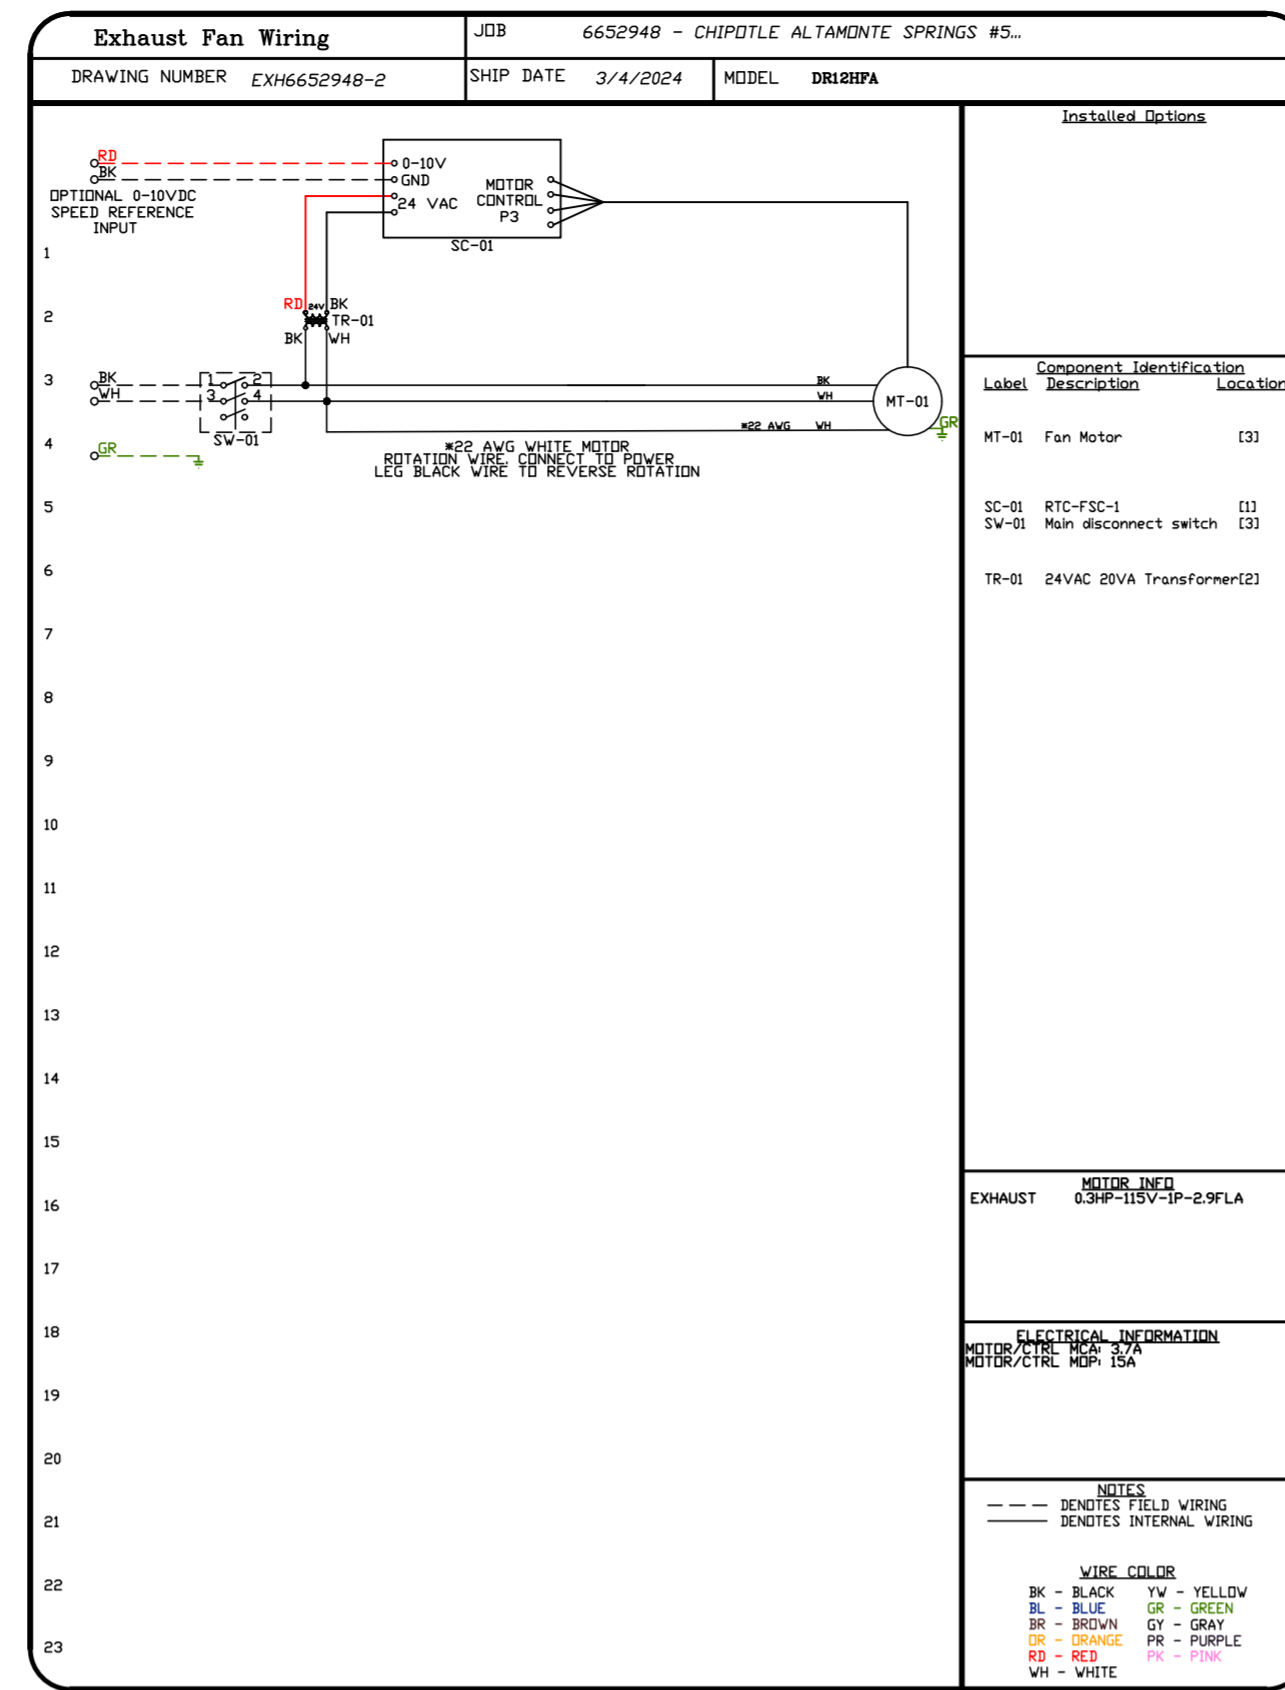 Exhaust Fan Wiring
JOB 6652948 - CHIPOTLE ALTAMONTE SPRINGS #5...
DRAWING NUMBER EXH6652948-2
SHIP DATE 3/4/2024
MODEL DR12HFA
RD
BK
OPTIONAL 0-10VDC
SPEED REFERENCE
INPUT
0-10V
GND
24 VAC
MOTOR
CONTROL
P3
SC-01
RD 24V BK
TR-01
BK WH
BK
WH
1 2
3 4
SW-01
GR
BK
WH
*22 AWG WH
MT-01
GR
*22 AWG WHITE MOTOR
ROTATION WIRE. CONNECT TO POWER
LEG BLACK WIRE TO REVERSE ROTATION
1
2
3
4
5
6
7
8
9
10
11
12
13
14
15
16
17
18
19
20
21
22
23
Installed Options
Component Identification
Label Description Location
MT-01 Fan Motor [3]
SC-01 RTC-FSC-1 [1]
SW-01 Main disconnect switch [3]
TR-01 24VAC 20VA Transformer[2]
MOTOR INFO
EXHAUST 0.3HP-115V-1P-2.9FLA
ELECTRICAL INFORMATION
MOTOR/CTRL MCA: 3.7A
MOTOR/CTRL MOP: 15A
NOTES
DENOTES FIELD WIRING
DENOTES INTERNAL WIRING
WIRE COLOR
BK - BLACK YW - YELLOW
BL - BLUE GR - GREEN
BR - BROWN GY - GRAY
OR - ORANGE PR - PURPLE
RD - RED PK - PINK
WH - WHITE